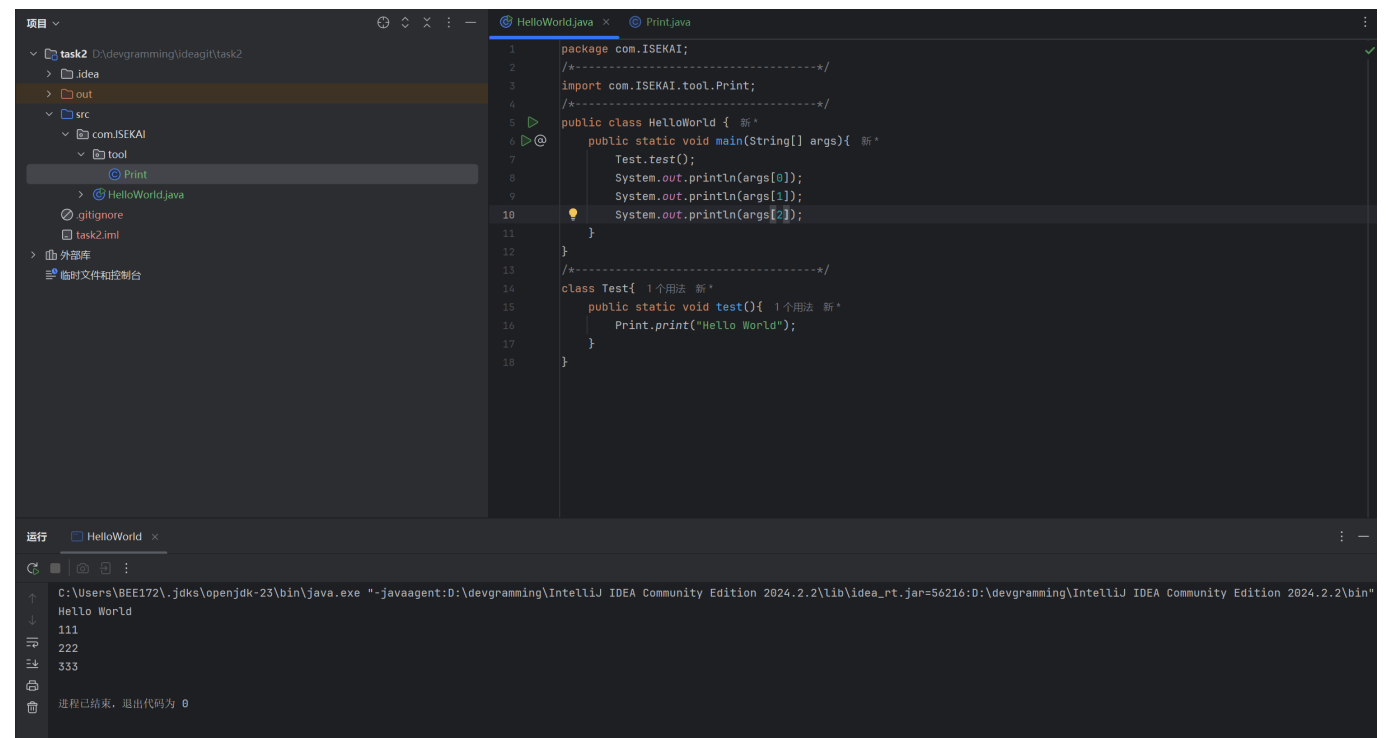 项目
task2 D:\devgramming\ideagit\task2
.idea
out
src
com.ISEKAI
tool
Print
HelloWorld.java
.gitignore
task2.iml
外部库
临时文件和控制台
HelloWorld.java × Print.java
1 package com.ISEKAI;
2 /*------------------------------------*/
3 import com.ISEKAI.tool.Print;
4 /*------------------------------------*/
5 public class HelloWorld { 新 *
6 @ public static void main(String[] args){ 新 *
7 Test.test();
8 System.out.println(args[0]);
9 System.out.println(args[1]);
10 System.out.println(args[2]);
11 }
12 }
13 /*------------------------------------*/
14 class Test{ 1 个用法 新 *
15 public static void test(){ 1 个用法 新 *
16 Print.print("Hello World");
17 }
18 }
运行 HelloWorld ×
C:\Users\BEE172\.jdks\openjdk-23\bin\java.exe "-javaagent:D:\devgramming\IntelliJ IDEA Community Edition 2024.2.2\lib\idea_rt.jar=56216:D:\devgramming\IntelliJ IDEA Community Edition 2024.2.2\bin"
Hello World
111
222
333
进程已结束，退出代码为 0